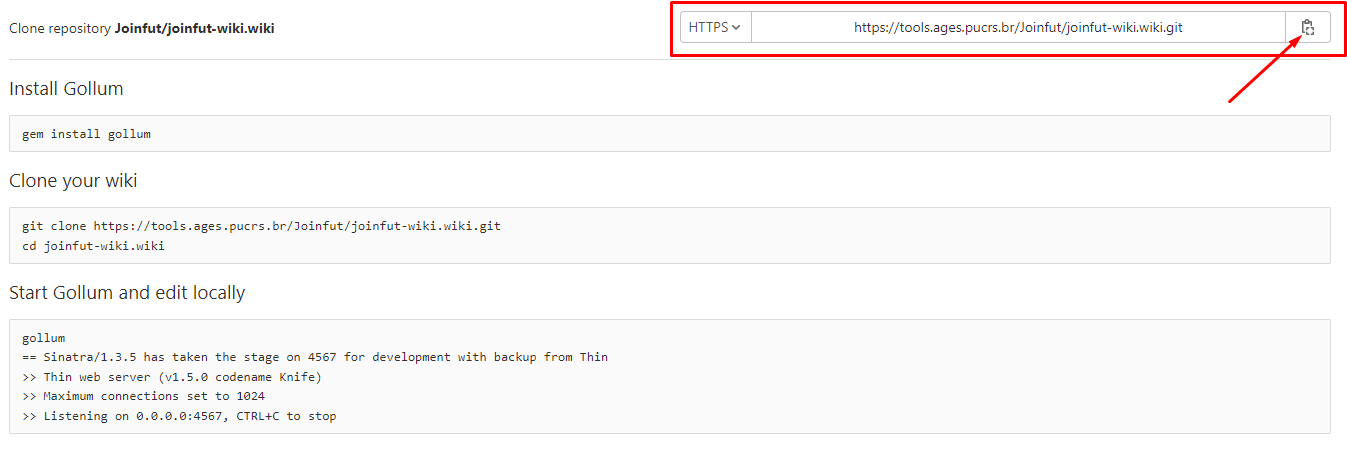 Clone repository Joinfut/joinfut-wiki.wiki
HTTPS
https://tools.ages.pucrs.br/Joinfut/joinfut-wiki.wiki.git
Install Gollum
gem install gollum
Clone your wiki
git clone https://tools.ages.pucrs.br/Joinfut/joinfut-wiki.wiki.git
cd joinfut-wiki.wiki
Start Gollum and edit locally
gollum
== Sinatra/1.3.5 has taken the stage on 4567 for development with backup from Thin
>> Thin web server (v1.5.0 codename Knife)
>> Maximum connections set to 1024
>> Listening on 0.0.0.0:4567, CTRL+C to stop